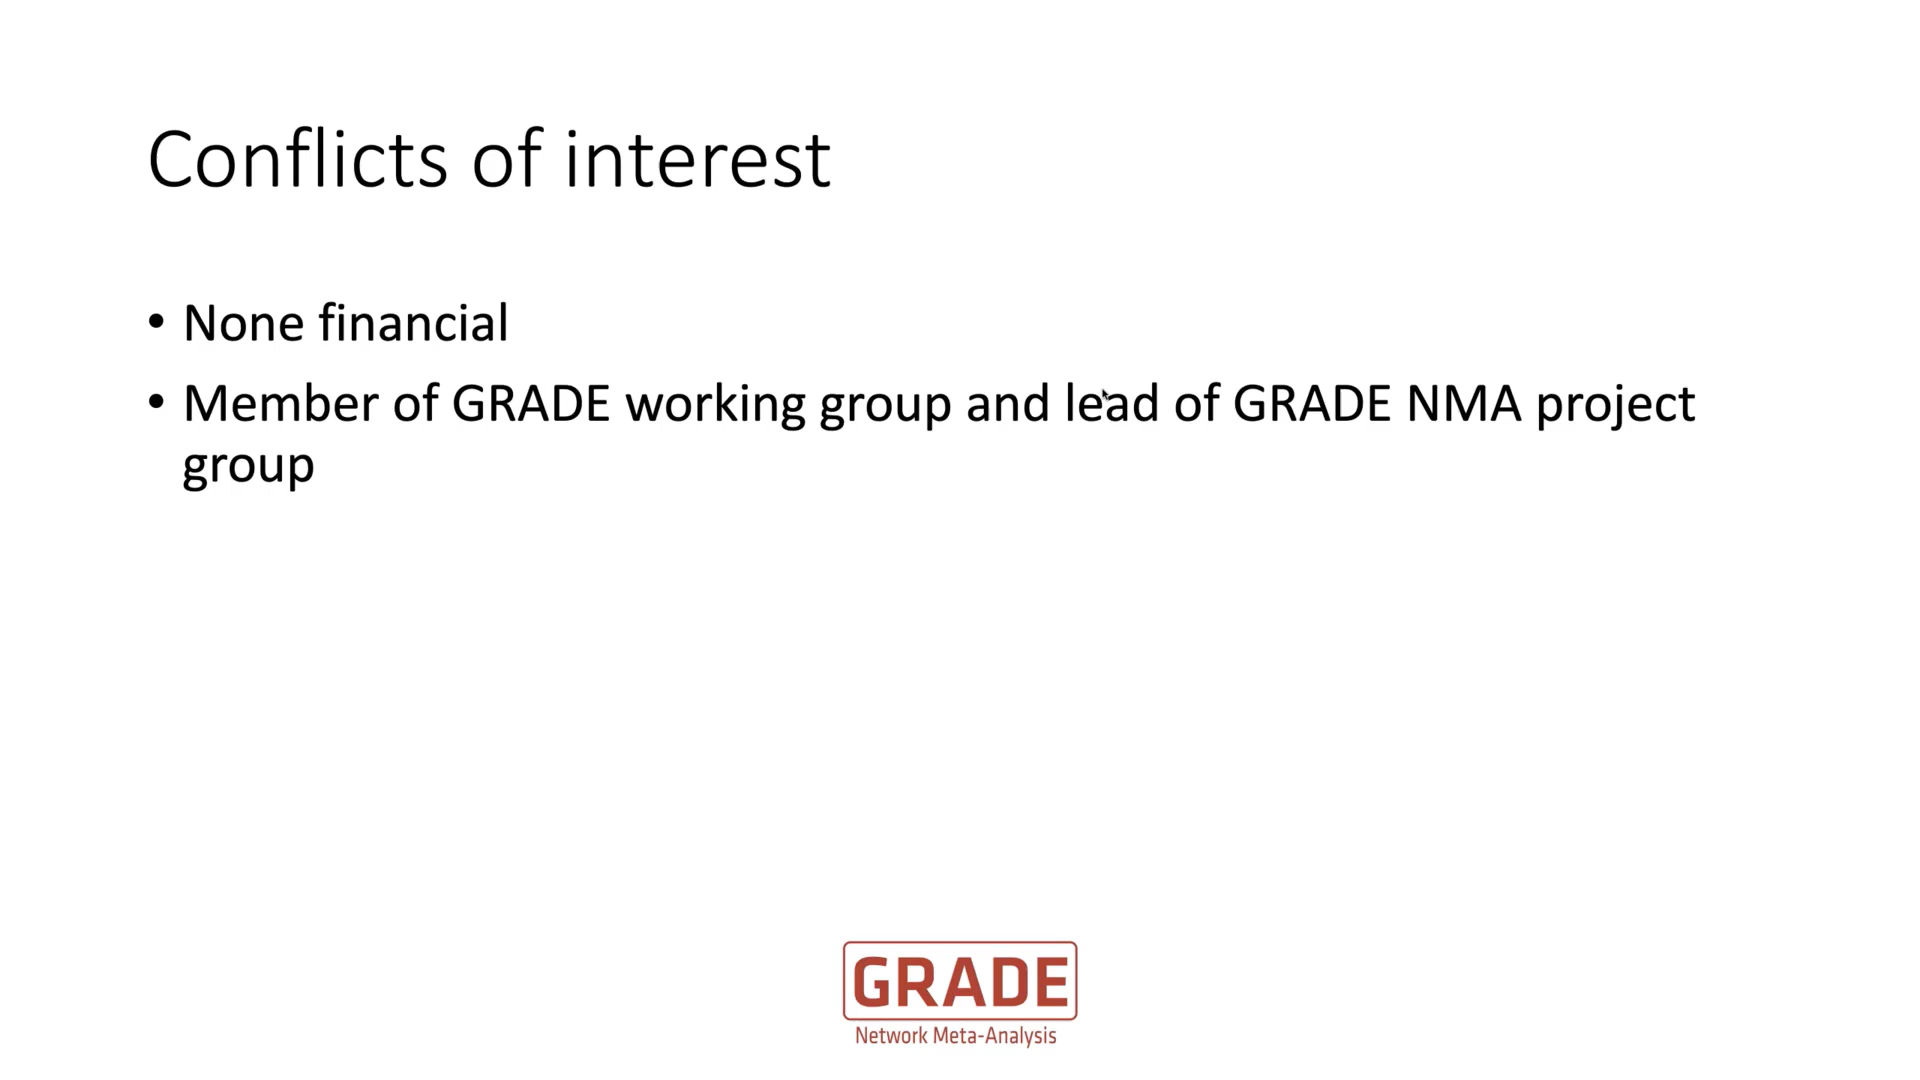 Conflicts of interest
• None financial
• Member of GRADE working group and lead of GRADE NMA project
group
GRADE
Network Meta-Analysis